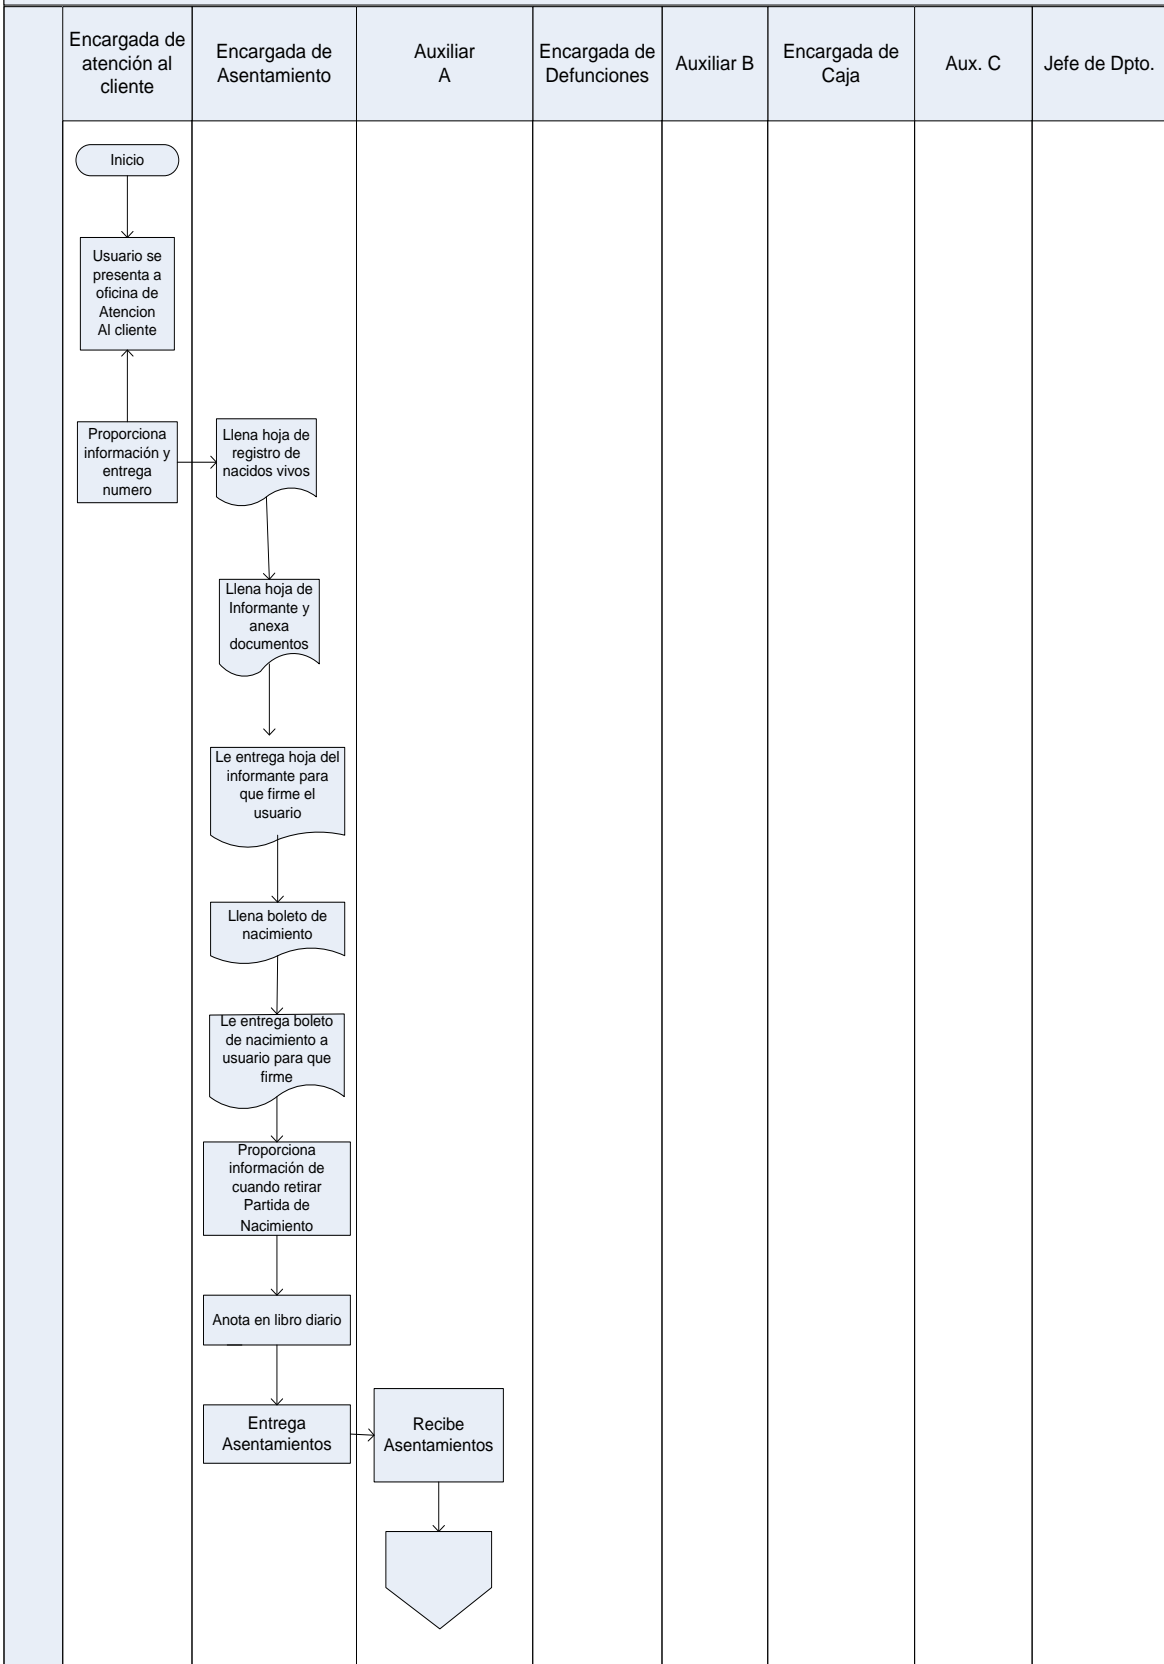 Encargada de
atención al
cliente
Encargada de
Asentamiento
Auxiliar
A
Encargada de
Defunciones
Auxiliar B
Encargada de
Caja
Aux. C
Jefe de Dpto.
Inicio
Usuario se
presenta a
oficina de
Atencion
Al cliente
Proporciona
información y
entrega
numero
Llena hoja de
registro de
nacidos vivos
Llena hoja de
Informante y
anexa
documentos
Le entrega hoja del
informante para
que firme el
usuario
Llena boleto de
nacimiento
Le entrega boleto
de nacimiento a
usuario para que
firme
Proporciona
información de
cuando retirar
Partida de
Nacimiento
Anota en libro diario
Entrega
Asentamientos
Recibe
Asentamientos